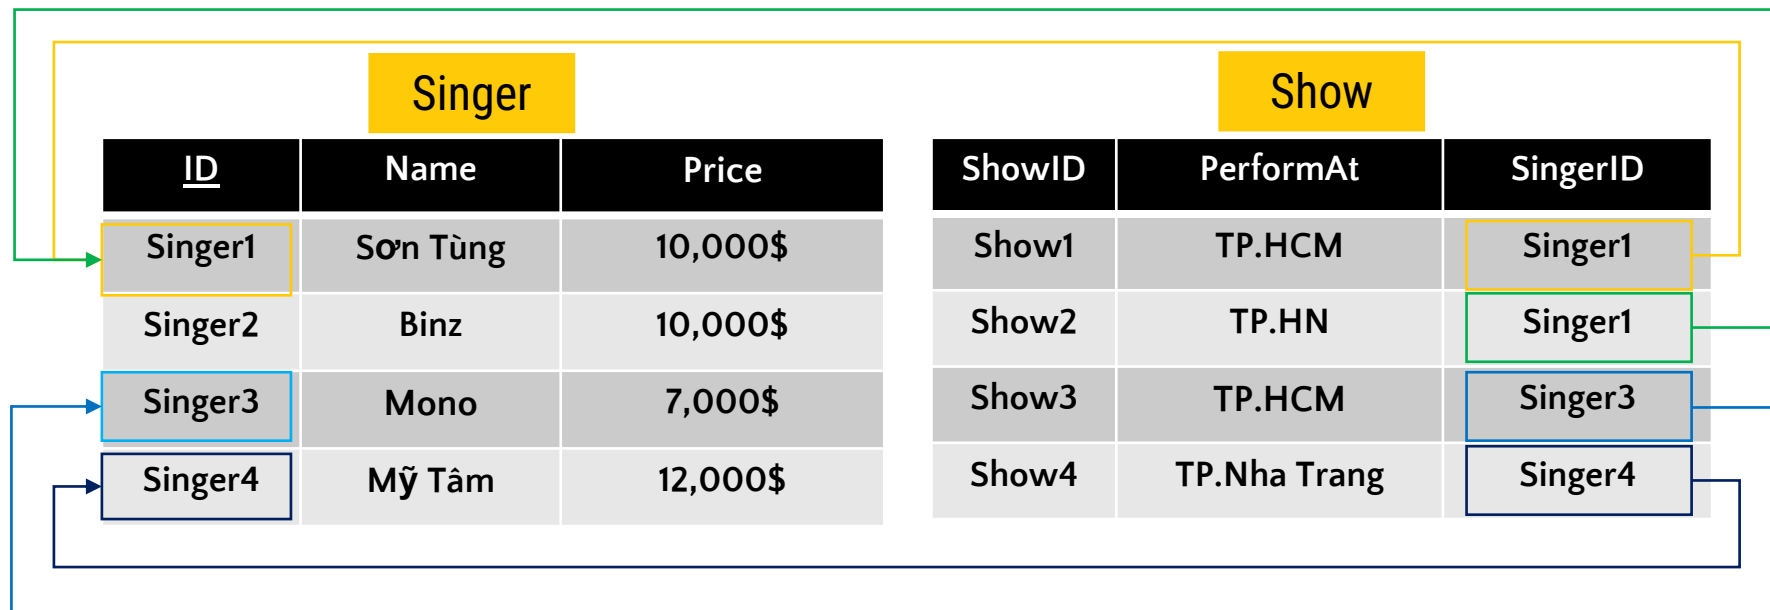 Singer
ID Name Price
Singer1 Sơn Tùng 10,000$
Singer2 Binz 10,000$
Singer3 Mono 7,000$
Singer4 Mỹ Tâm 12,000$
Show
ShowID PerformAt SingerID
Show1 TP.HCM Singer1
Show2 TP.HN Singer1
Show3 TP.HCM Singer3
Show4 TP.Nha Trang Singer4